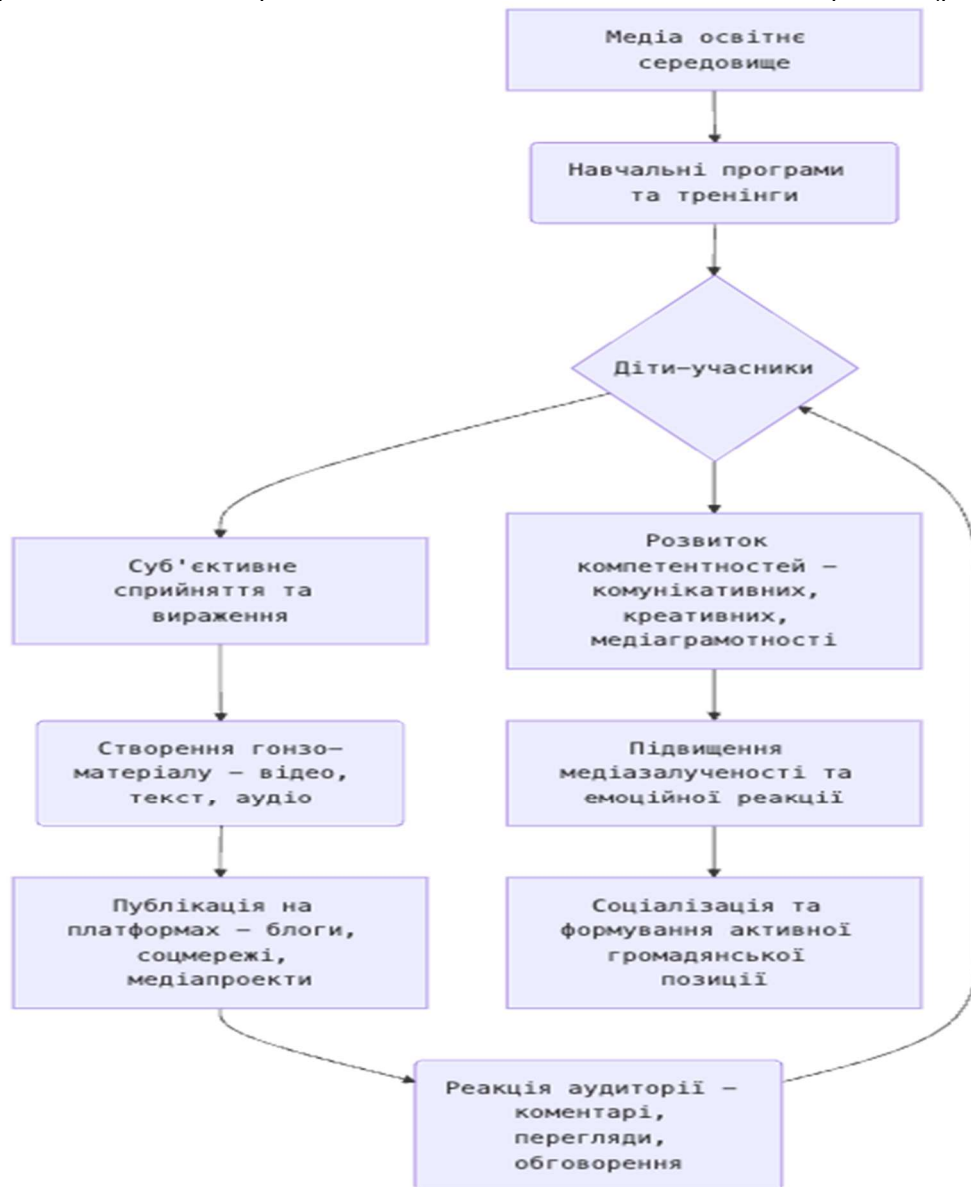 Медіа освітнє
середовище
Навчальні програми
та тренінги
Діти–учасники
Суб'єктивне
сприйняття та
вираження
Створення гонзо–
матеріалу – відео,
текст, аудіо
Публікація на
платформах – блоги,
соцмережі,
медіапроекти
Розвиток
компетентностей –
комунікативних,
креативних,
медіаграмотності
Підвищення
медіазалученості та
емоційної реакції
Соціалізація та
формування активної
громадянської
позиції
Реакція аудиторії –
коментарі,
перегляди,
обговорення